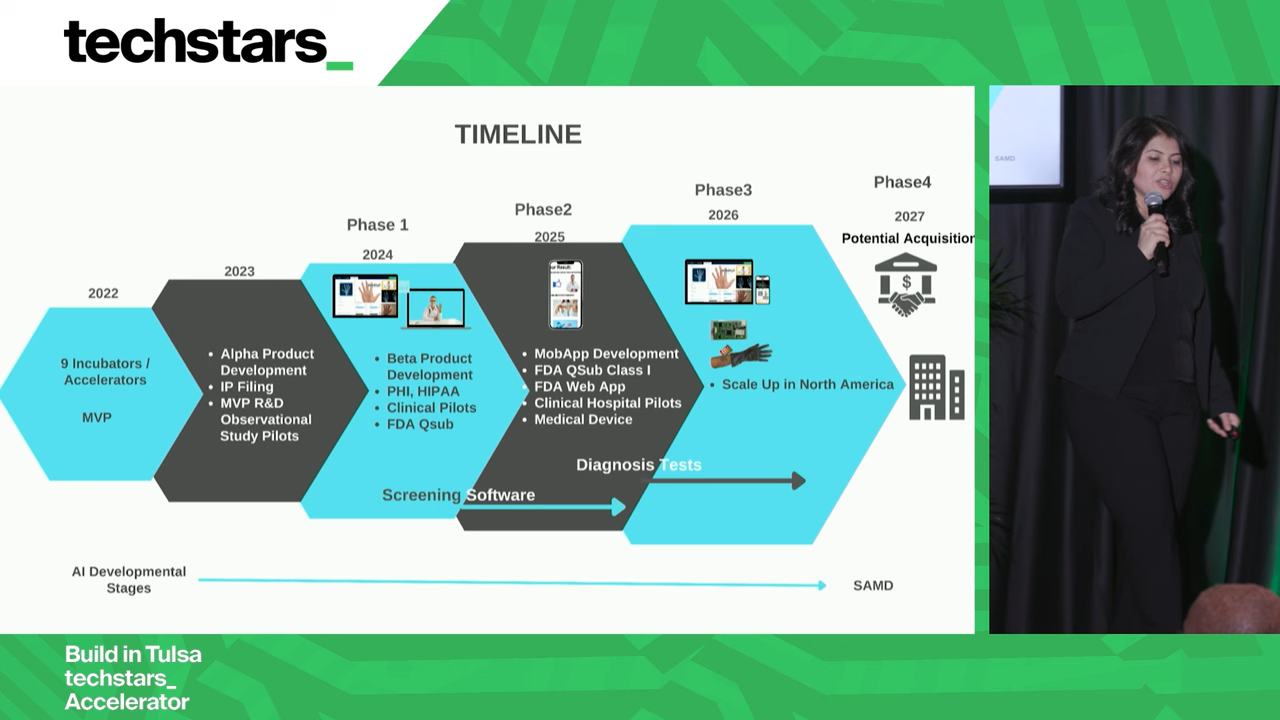 techstars_
TIMELINE
2022
9 Incubators /
Accelerators
MVP
2023
Alpha Product
Development
IP Filing
MVP R&D
Observational
Study Pilots
Phase 1
2024
Beta Product
Development
PHI, HIPAA
Clinical Pilots
FDA Qsub
Phase2
2025
ur Result:
MobApp Development
FDA QSub Class I
FDA Web App
Clinical Hospital Pilots
Medical Device
Phase3
2026
Scale Up in North America
Phase4
2027
Potential Acquisition
$
Diagnosis Tests
Screening Software
AI Developmental
Stages
SAMD
SAMD
Build in Tulsa
techstars_
Accelerator